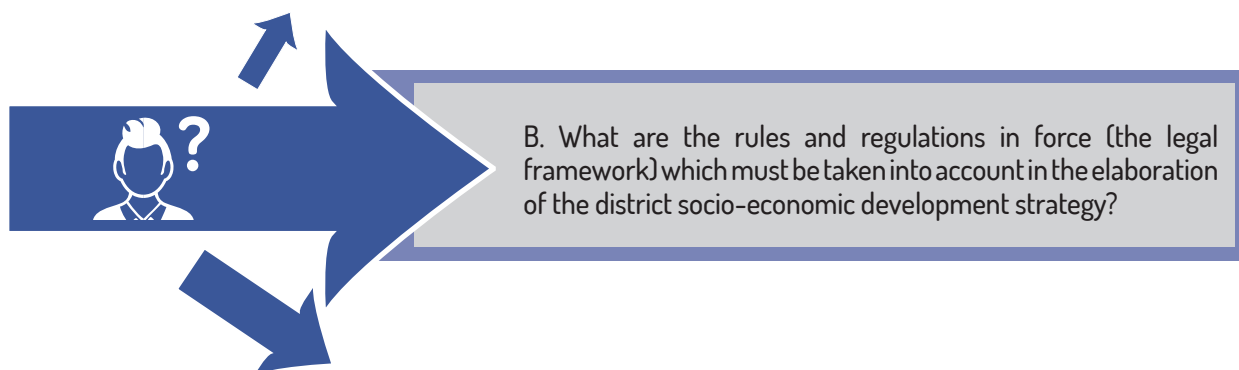 ?
B. What are the rules and regulations in force (the legal
framework) which must be taken into account in the elaboration
of the district socio-economic development strategy?